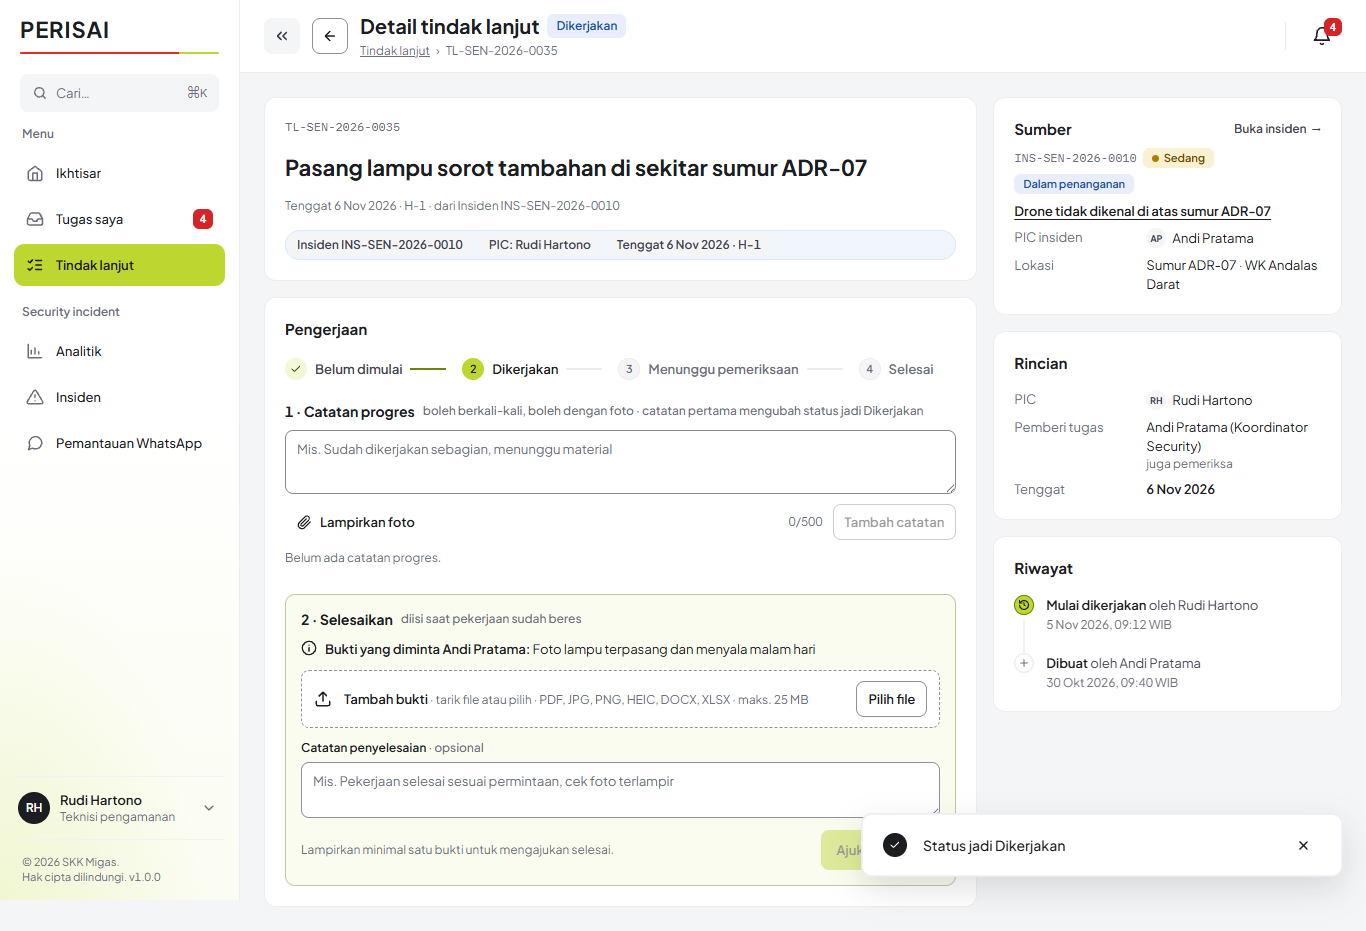 PERISAI
Cari...
⌘K
Menu
Ikhtisar
Tugas saya
4
Tindak lanjut
Security incident
Analitik
Insiden
Pemantauan WhatsApp
RH
Rudi Hartono
Teknisi pengamanan
© 2026 SKK Migas.
Hak cipta dilindungi. v1.0.0
Detail tindak lanjut
Dikerjakan
Tindak lanjut › TL-SEN-2026-0035
4
TL-SEN-2026-0035
Pasang lampu sorot tambahan di sekitar sumur ADR-07
Tenggat 6 Nov 2026 · H-1 · dari Insiden INS-SEN-2026-0010
Insiden INS-SEN-2026-0010 PIC: Rudi Hartono Tenggat 6 Nov 2026 · H-1
Pengerjaan
Belum dimulai 2 Dikerjakan 3 Menunggu pemeriksaan 4 Selesai
1 · Catatan progres boleh berkali-kali, boleh dengan foto · catatan pertama mengubah status jadi Dikerjakan
Mis. Sudah dikerjakan sebagian, menunggu material
Lampirkan foto
0/500
Tambah catatan
Belum ada catatan progres.
2 · Selesaikan diisi saat pekerjaan sudah beres
Bukti yang diminta Andi Pratama: Foto lampu terpasang dan menyala malam hari
Tambah bukti · tarik file atau pilih · PDF, JPG, PNG, HEIC, DOCX, XLSX · maks. 25 MB
Pilih file
Catatan penyelesaian · opsional
Mis. Pekerjaan selesai sesuai permintaan, cek foto terlampir
Lampirkan minimal satu bukti untuk mengajukan selesai.
Sumber
Buka insiden →
INS-SEN-2026-0010 Sedang
Dalam penanganan
Drone tidak dikenal di atas sumur ADR-07
PIC insiden AP Andi Pratama
Lokasi Sumur ADR-07 · WK Andalas
Darat
Rincian
PIC RH Rudi Hartono
Pemberi tugas Andi Pratama (Koordinator
Security)
juga pemeriksa
Tenggat 6 Nov 2026
Riwayat
Mulai dikerjakan oleh Rudi Hartono
5 Nov 2026, 09:12 WIB
Dibuat oleh Andi Pratama
30 Okt 2026, 09:40 WIB
Status jadi Dikerjakan